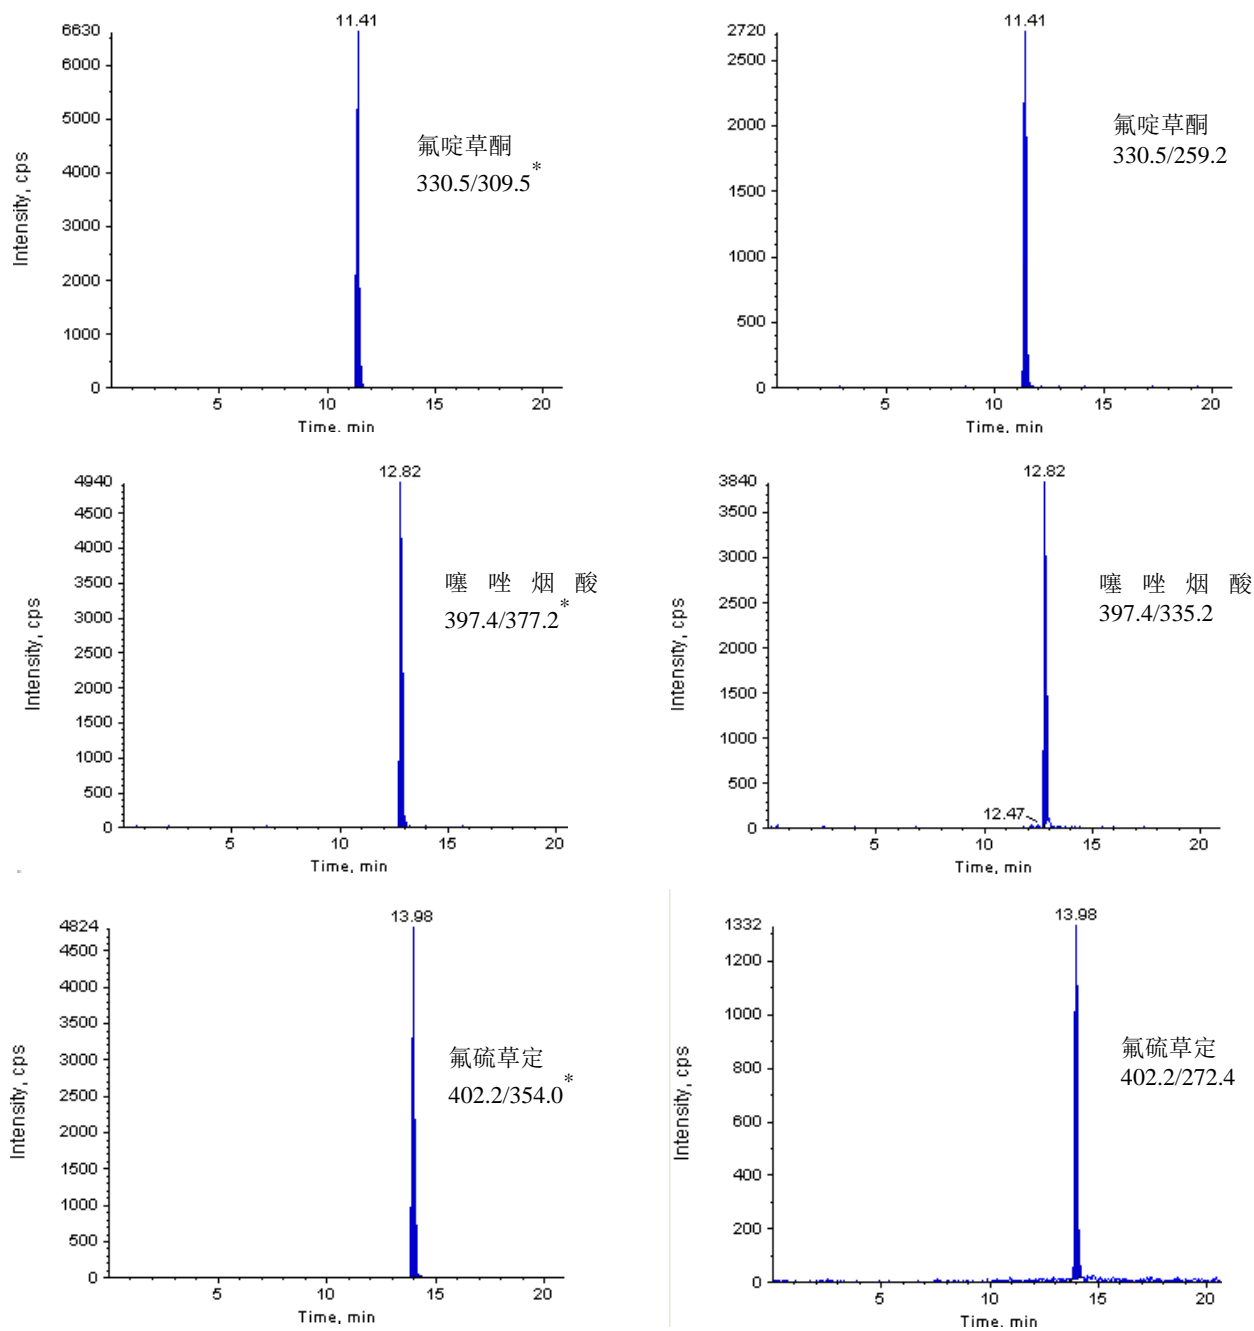 11.41
6630
6000
5000
4000
3000
2000
1000
0
Intensity, cps
氟啶草酮
330.5/309.5*
5 10 15 20
Time, min
11.41
2720
2500
2000
1500
1000
500
0
氟啶草酮
330.5/259.2
5 10 15 20
Time, min
12.82
4940
4500
4000
3500
3000
2500
2000
1500
1000
500
0
Intensity, cps
噻唑烟酸
397.4/377.2*
5 10 15 20
Time, min
12.82
3840
3500
3000
2500
2000
1500
1000
500
0
Intensity, cps
噻唑烟酸
397.4/335.2
12.47
5 10 15 20
Time, min
13.98
4824
4500
4000
3500
3000
2500
2000
1500
1000
500
0
Intensity, cps
氟硫草定
402.2/354.0*
5 10 15 20
Time, min
13.98
1332
1200
1000
800
600
400
200
0
Intensity, cps
氟硫草定
402.2/272.4
5 10 15 20
Time, min